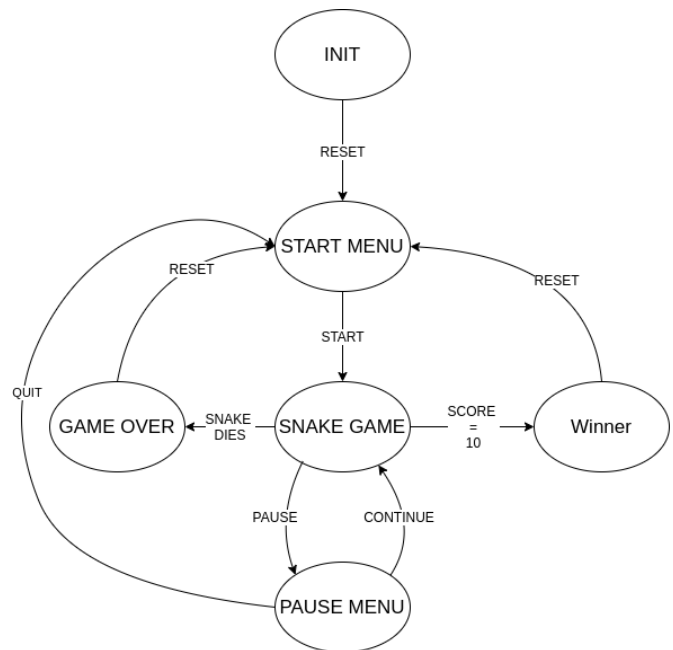 INIT
RESET
START MENU
RESET
RESET
START
QUIT
GAME OVER
SNAKE
DIES
SNAKE GAME
SCORE
=
10
Winner
PAUSE
CONTINUE
PAUSE MENU